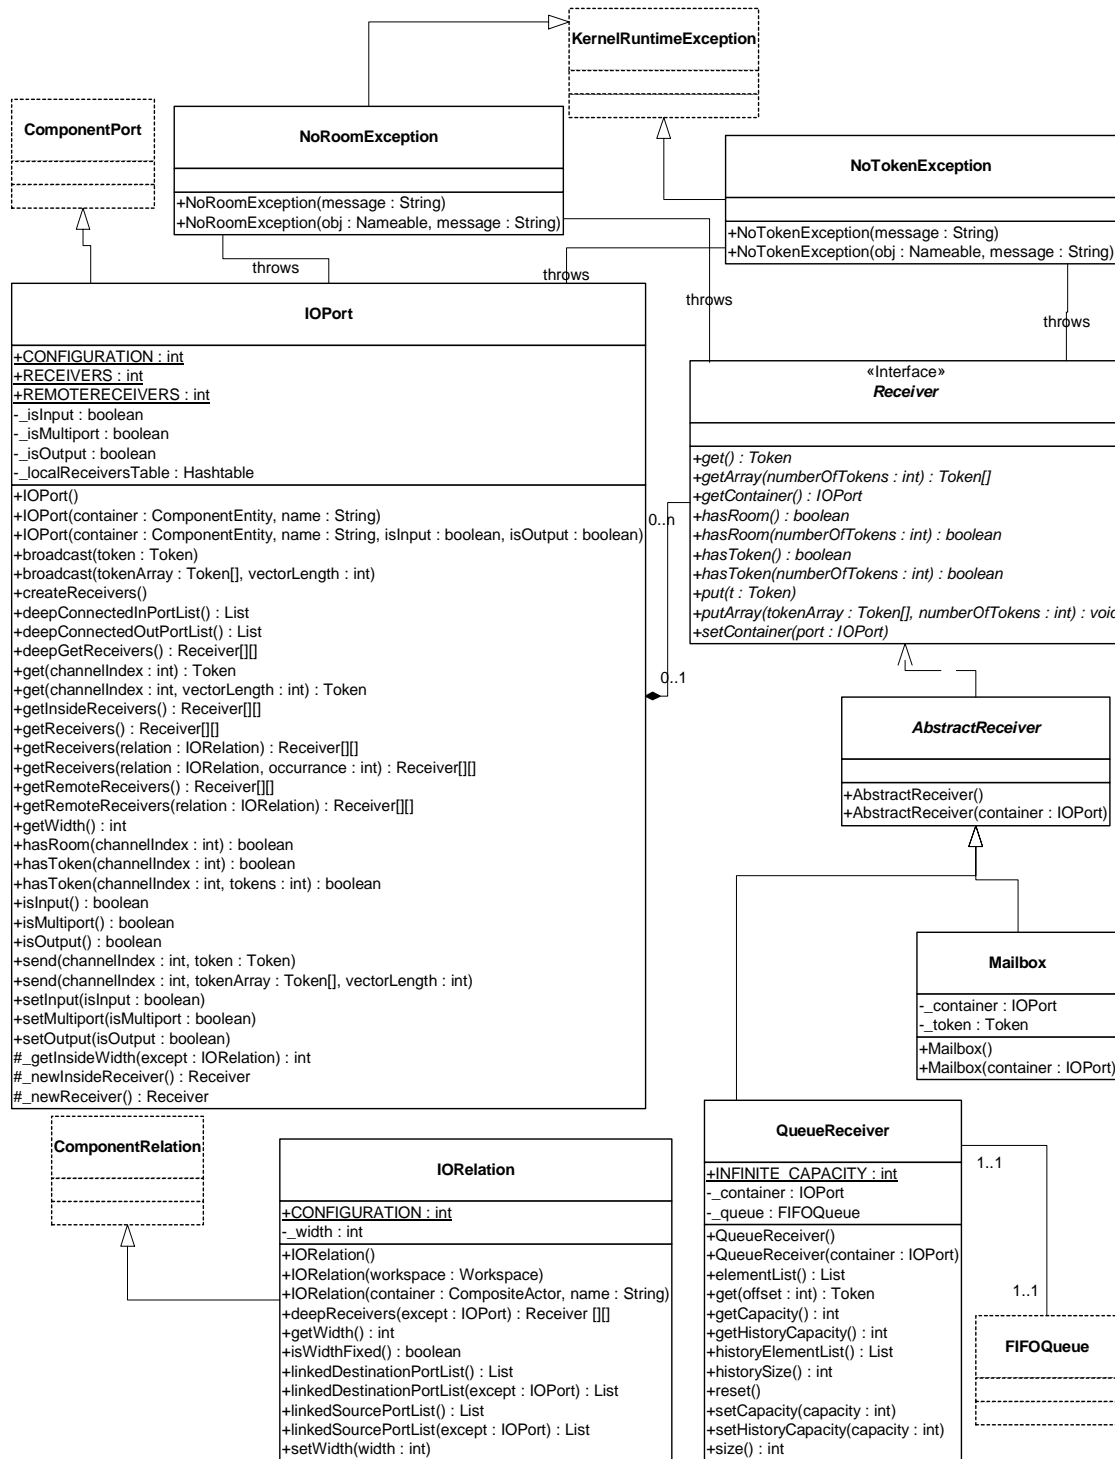 KernelRuntimeException
ComponentPort
NoRoomException
+NoRoomException(message : String)
+NoRoomException(obj : Nameable, message : String)
NoTokenException
+NoTokenException(message : String)
+NoTokenException(obj : Nameable, message : String)
throws
throws
throws
throws
IOPort
+CONFIGURATION : int
+RECEIVERS : int
+REMOTERECEIVERS : int
-_isInput : boolean
-_isMultiport : boolean
-_isOutput : boolean
-_localReceiversTable : Hashtable
+IOPort()
+IOPort(container : ComponentEntity, name : String)
+IOPort(container : ComponentEntity, name : String, isInput : boolean, isOutput : boolean)
+broadcast(token : Token)
+broadcast(tokenArray : Token[], vectorLength : int)
+createReceivers()
+deepConnectedInPortList() : List
+deepConnectedOutPortList() : List
+deepGetReceivers() : Receiver[][]
+get(channelIndex : int) : Token
+get(channelIndex : int, vectorLength : int) : Token
+getInsideReceivers() : Receiver[][]
+getReceivers() : Receiver[][]
+getReceivers(relation : IORelation) : Receiver[][]
+getReceivers(relation : IORelation, occurrance : int) : Receiver[][]
+getRemoteReceivers() : Receiver[][]
+getRemoteReceivers(relation : IORelation) : Receiver[][]
+getWidth() : int
+hasRoom(channelIndex : int) : boolean
+hasToken(channelIndex : int) : boolean
+hasToken(channelIndex : int, tokens : int) : boolean
+isInput() : boolean
+isMultiport() : boolean
+isOutput() : boolean
+send(channelIndex : int, token : Token)
+send(channelIndex : int, tokenArray : Token[], vectorLength : int)
+setInput(isInput : boolean)
+setMultiport(isMultiport : boolean)
+setOutput(isOutput : boolean)
#_getInsideWidth(except : IORelation) : int
#_newInsideReceiver() : Receiver
#_newReceiver() : Receiver
0..n
0..1
«Interface»
Receiver
+get() : Token
+getArray(numberOfTokens : int) : Token[]
+getContainer() : IOPort
+hasRoom() : boolean
+hasRoom(numberOfTokens : int) : boolean
+hasToken() : boolean
+hasToken(numberOfTokens : int) : boolean
+put(t : Token)
+putArray(tokenArray : Token[], numberOfTokens : int) : void
+setContainer(port : IOPort)
AbstractReceiver
+AbstractReceiver()
+AbstractReceiver(container : IOPort)
Mailbox
-_container : IOPort
-_token : Token
+Mailbox()
+Mailbox(container : IOPort)
ComponentRelation
IORelation
+CONFIGURATION : int
-_width : int
+IORelation()
+IORelation(workspace : Workspace)
+IORelation(container : CompositeActor, name : String)
+deepReceivers(except : IOPort) : Receiver [][]
+getWidth() : int
+isWidthFixed() : boolean
+linkedDestinationPortList() : List
+linkedDestinationPortList(except : IOPort) : List
+linkedSourcePortList() : List
+linkedSourcePortList(except : IOPort) : List
+setWidth(width : int)
QueueReceiver
+INFINITE_CAPACITY : int
-_container : IOPort
-_queue : FIFOQueue
+QueueReceiver()
+QueueReceiver(container : IOPort)
+elementList() : List
+get(offset : int) : Token
+getCapacity() : int
+getHistoryCapacity() : int
+historyElementList() : List
+historySize() : int
+reset()
+setCapacity(capacity : int)
+setHistoryCapacity(capacity : int)
+size() : int
1..1
1..1
FIFOQueue